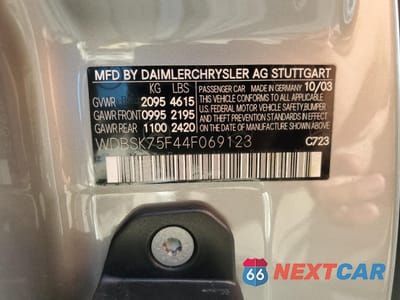 MFD BY DAIMLERCHRYSLER AG STUTTGART
KG LBS PASSENGER CAR MADE IN GERMANY 10/03
GVWR 2095 4615 THIS VEHICLE CONFORMS TO ALL APPLICABLE
GAWR FRONT 0995 2195 U.S. FEDERAL MOTOR VEHICLE SAFETY, BUMPER
GAWR REAR 1100 2420 AND THEFT PREVENTION STANDARDS IN EFFECT
ON THE DATE OF MANUFACTURE SHOWN ABOVE
WDBSK75F44F069123 C723
66 NEXTCAR